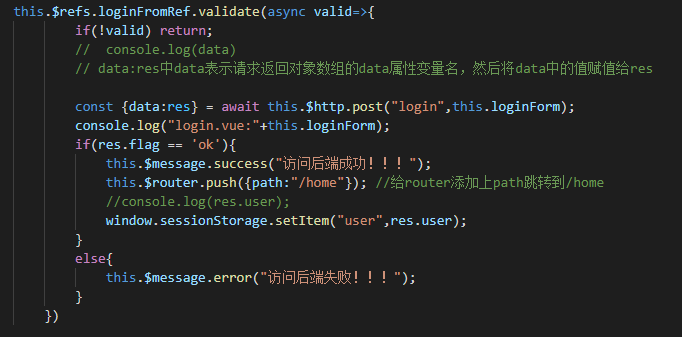 this.$refs.loginFromRef.validate(async valid=>{
if(!valid) return;
//  console.log(data)
// data:res中data表示请求返回对象数组的data属性变量名，然后将data中的值赋值给res
const {data:res} = await this.$http.post("login",this.loginForm);
console.log("login.vue:"+this.loginForm);
if(res.flag == 'ok'){
this.$message.success("访问后端成功！！！");
this.$router.push({path:"/home"}); //给router添加上path跳转到/home
//console.log(res.user);
window.sessionStorage.setItem("user",res.user);
}
else{
this.$message.error("访问后端失败！！！");
}
})